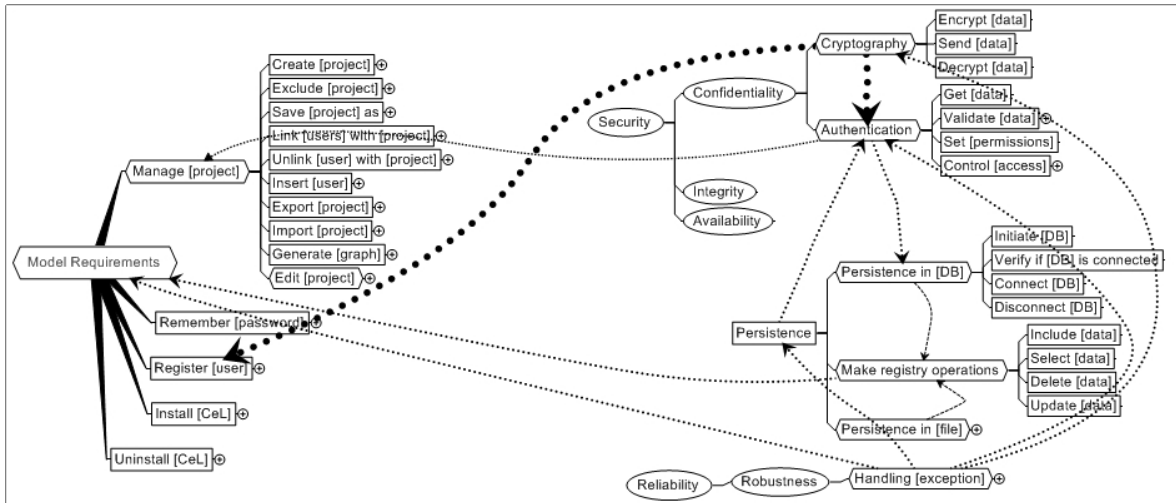 Model Requirements
Manage [project]
Create [project]
Exclude [project]
Save [project] as
Link [users] with [project]
Unlink [user] with [project]
Insert [user]
Export [project]
Import [project]
Generate [graph]
Edit [project]
Remember [password]
Register [user]
Install [CeL]
Uninstall [CeL]
Security
Confidentiality
Cryptography
Encrypt [data]
Send [data]
Decrypt [data]
Authentication
Get [data]
Validate [data]
Set [permissions]
Control [access]
Integrity
Availability
Persistence
Persistence in [DB]
Initiate [DB]
Verify if [DB] is connected
Connect [DB]
Disconnect [DB]
Make registry operations
Include [data]
Select [data]
Delete [data]
Update [data]
Persistence in [file]
Reliability
Robustness
Handling [exception]